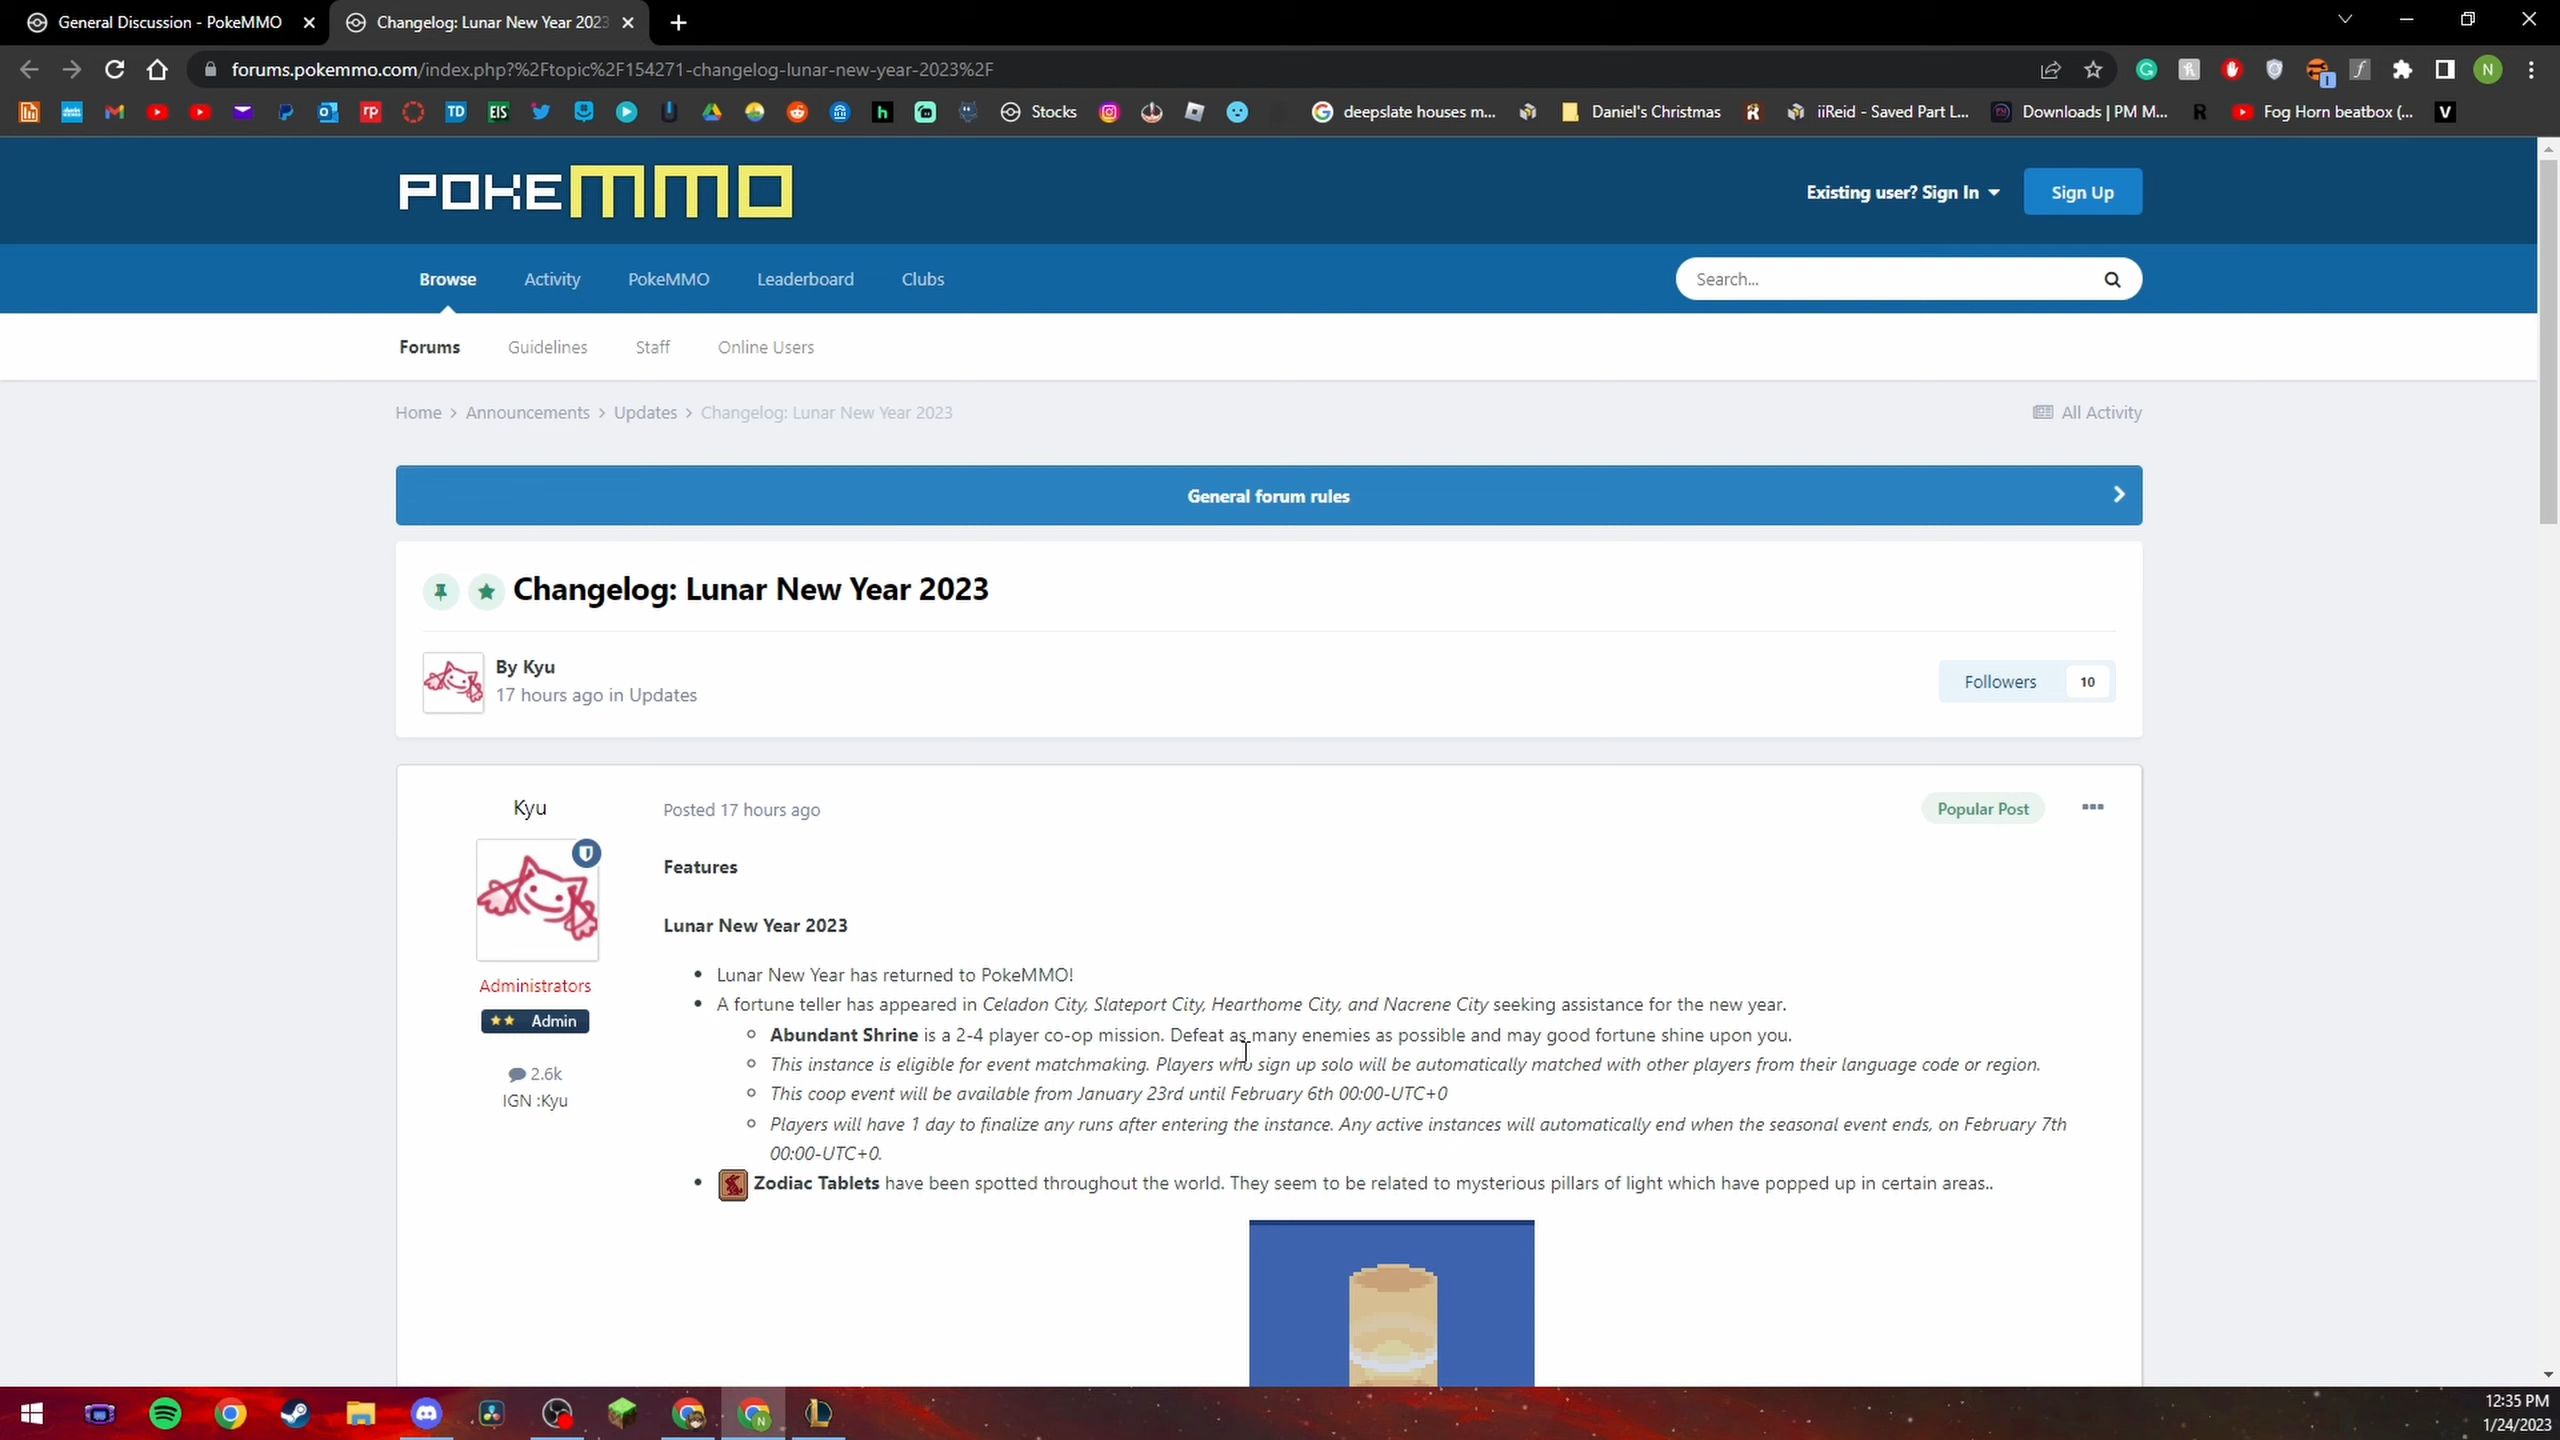 General Discussion - PokeMMO
Changelog: Lunar New Year 2023
forums.pokemmo.com/index.php?%2Ftopic%2F154271-changelog-lunar-new-year-2023%2F
N
rp
TD
EIS
h
Stocks
deepslate houses m...
Daniel's Christmas
iiReid - Saved Part L...
Downloads | PM M...
R
Fog Horn beatbox (...
V
POKEMMO
Existing user? Sign In
Sign Up
Browse
Activity
PokeMMO
Leaderboard
Clubs
Search...
Forums
Guidelines
Staff
Online Users
Home > Announcements > Updates > Changelog: Lunar New Year 2023
All Activity
General forum rules
Changelog: Lunar New Year 2023
By Kyu
17 hours ago in Updates
Followers 10
Kyu
Posted 17 hours ago
Popular Post
Administrators
Admin
2.6k
IGN :Kyu
Features
Lunar New Year 2023
Lunar New Year has returned to PokeMMO!
A fortune teller has appeared in Celadon City, Slateport City, Hearthome City, and Nacrene City seeking assistance for the new year.
Abundant Shrine is a 2-4 player co-op mission. Defeat as many enemies as possible and may good fortune shine upon you.
This instance is eligible for event matchmaking. Players who sign up solo will be automatically matched with other players from their language code or region.
This coop event will be available from January 23rd until February 6th 00:00-UTC+0
Players will have 1 day to finalize any runs after entering the instance. Any active instances will automatically end when the seasonal event ends, on February 7th
00:00-UTC+0.
Zodiac Tablets have been spotted throughout the world. They seem to be related to mysterious pillars of light which have popped up in certain areas..
12:35 PM
1/24/2023